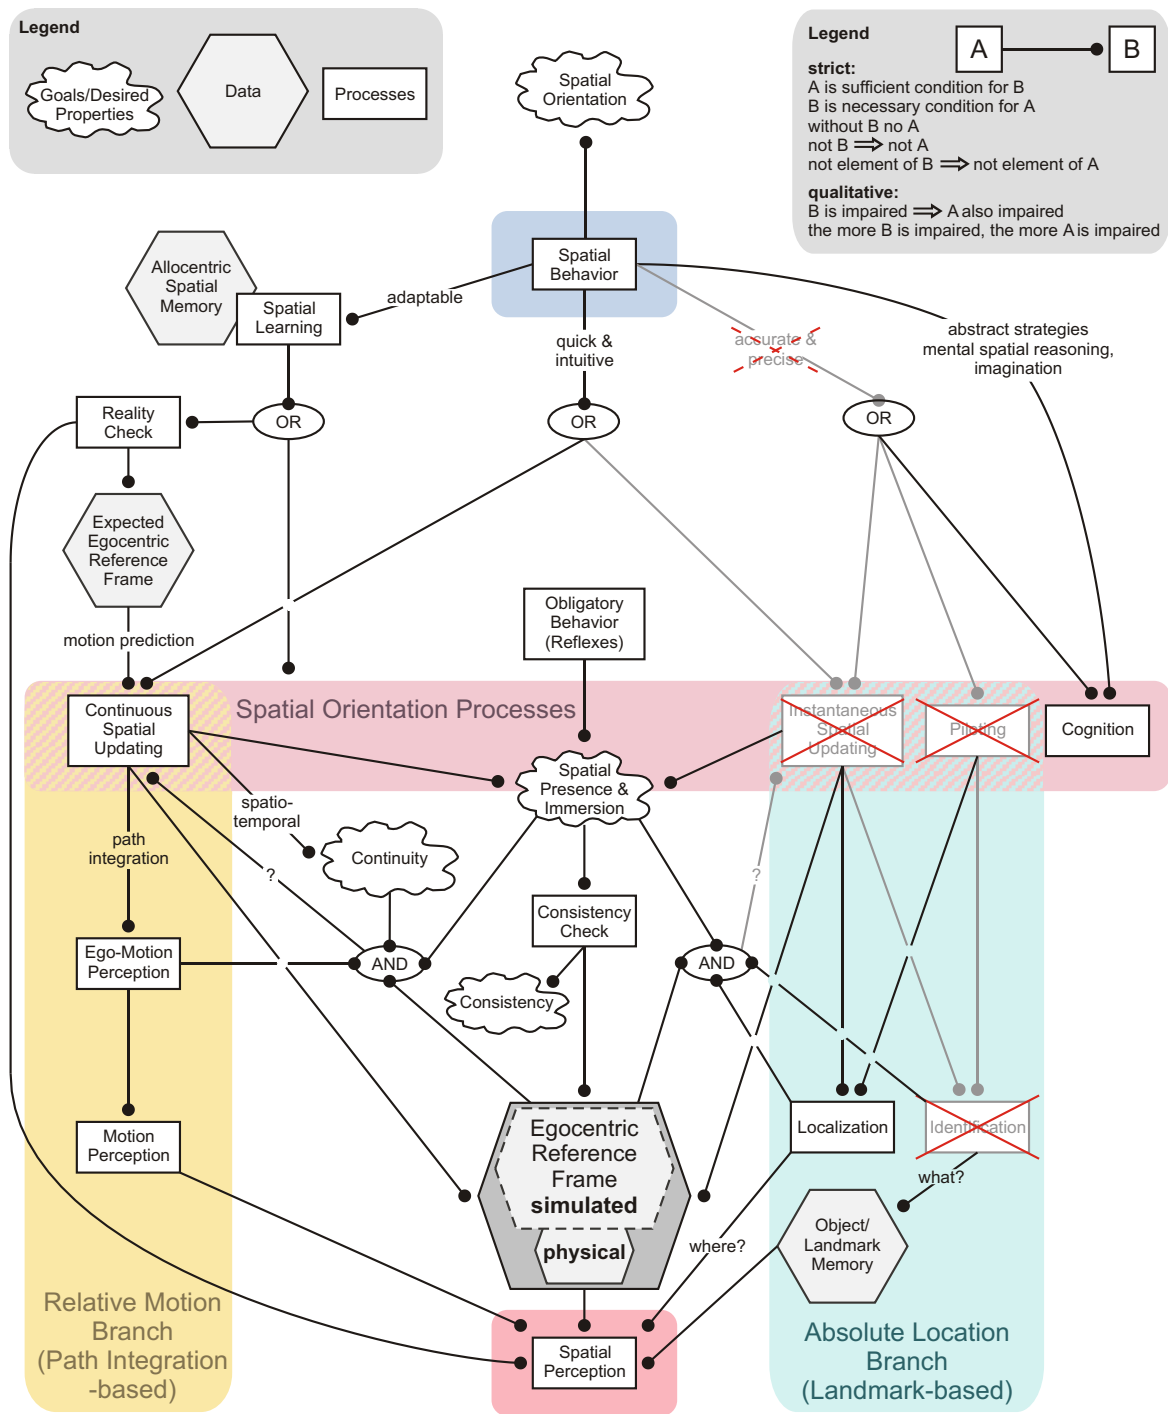 Legend
Goals/Desired
Properties
Data
Processes
Legend
A
B
strict:
A is sufficient condition for B
B is necessary condition for A
without B no A
not B ⟹ not A
not element of B ⟹ not element of A
qualitative:
B is impaired ⟹ A also impaired
the more B is impaired, the more A is impaired
Spatial
Orientation
Spatial
Behavior
Allocentric
Spatial
Memory
Spatial
Learning
adaptable
quick &
intuitive
accurate &
precise
abstract strategies
mental spatial reasoning,
imagination
Reality
Check
OR
OR
OR
Expected
Egocentric
Reference
Frame
motion prediction
Obligatory
Behavior
(Reflexes)
Spatial Orientation Processes
Continuous
Spatial
Updating
Instantaneous
Spatial
Updating
Piloting
Cognition
Spatial
Presence &
Immersion
spatio-
temporal
path
integration
Continuity
?
?
Consistency
Check
Ego-Motion
Perception
AND
AND
Consistency
Motion
Perception
Egocentric
Reference
Frame
simulated
physical
Localization
Identification
what?
where?
Object/
Landmark
Memory
Relative Motion
Branch
(Path Integration
-based)
Spatial
Perception
Absolute Location
Branch
(Landmark-based)